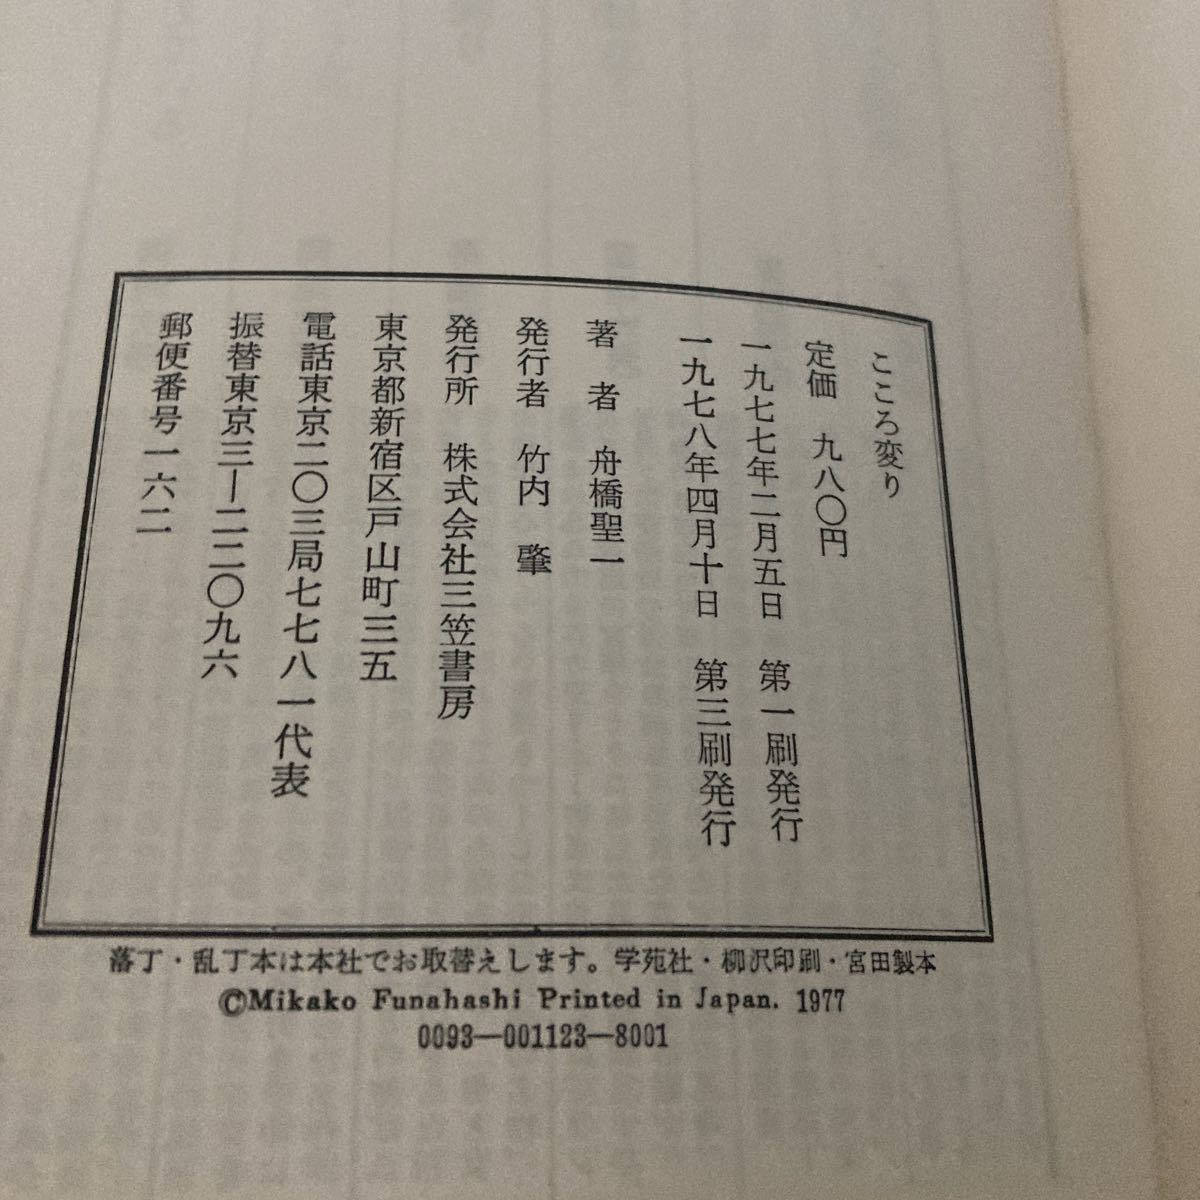 こころ変り
定価 九八〇円
一九七七年二月五日 第一刷発行
一九七八年四月十日 第三刷発行
著者 舟橋聖一
発行者 竹内 肇
発行所 株式会社三笠書房
東京都新宿区戸山町三五
電話東京二〇三局七七八一代表
振替東京三―二二〇九六
郵便番号一六二
落丁・乱丁本は本社でお取替えします。学苑社・柳沢印刷・宮田製本
©Mikako Funahashi Printed in Japan. 1977
0093—001123—8001